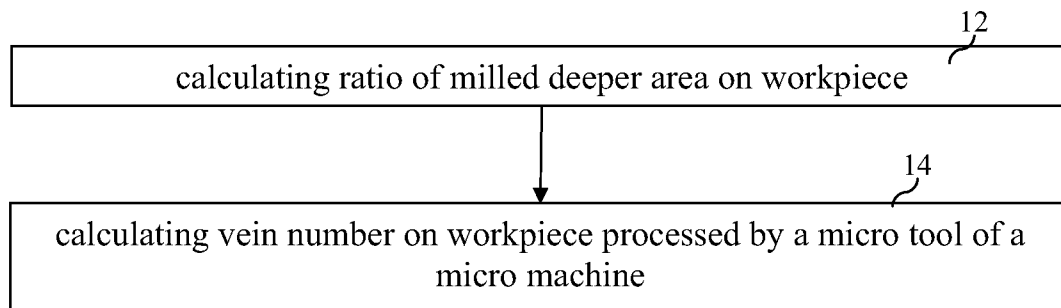 12
calculating ratio of milled deeper area on workpiece
14
calculating vein number on workpiece processed by a micro tool of a
micro machine